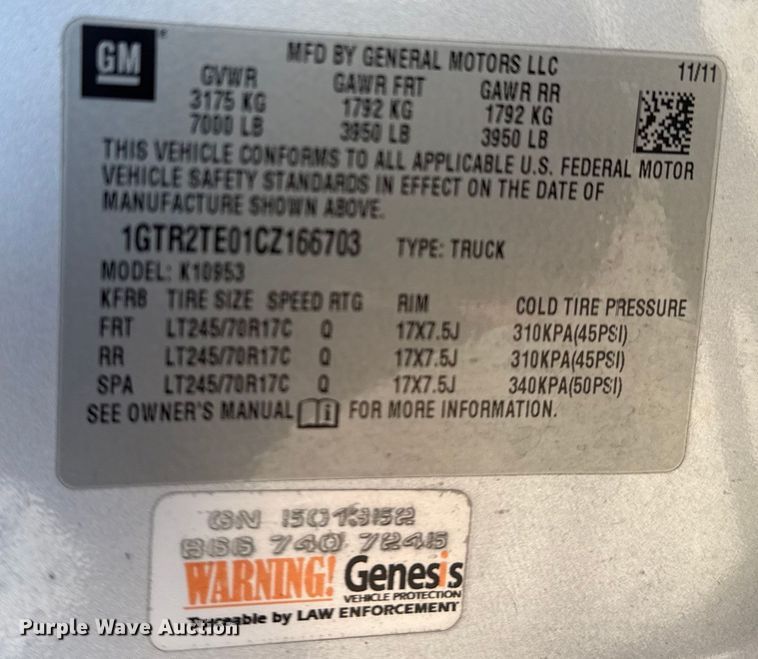 GM
MFD BY GENERAL MOTORS LLC 11/11
GVWR GAWR FRT GAWR RR
3175 KG 1792 KG 1792 KG
7000 LB 3950 LB 3950 LB
THIS VEHICLE CONFORMS TO ALL APPLICABLE U.S. FEDERAL MOTOR
VEHICLE SAFETY STANDARDS IN EFFECT ON THE DATE OF
MANUFACTURE SHOWN ABOVE.
1GTR2TE01CZ166703 TYPE: TRUCK
MODEL: K10953
KFRB TIRE SIZE SPEED RTG RIM COLD TIRE PRESSURE
FRT LT245/70R17C Q 17X7.5J 310KPA(45PSI)
RR LT245/70R17C Q 17X7.5J 310KPA(45PSI)
SPA LT245/70R17C Q 17X7.5J 340KPA(50PSI)
SEE OWNER'S MANUAL FOR MORE INFORMATION.
GN
866 740 7245
WARNING! Genesis
VEHICLE PROTECTION
Traceable by LAW ENFORCEMENT
Purple Wave Auction